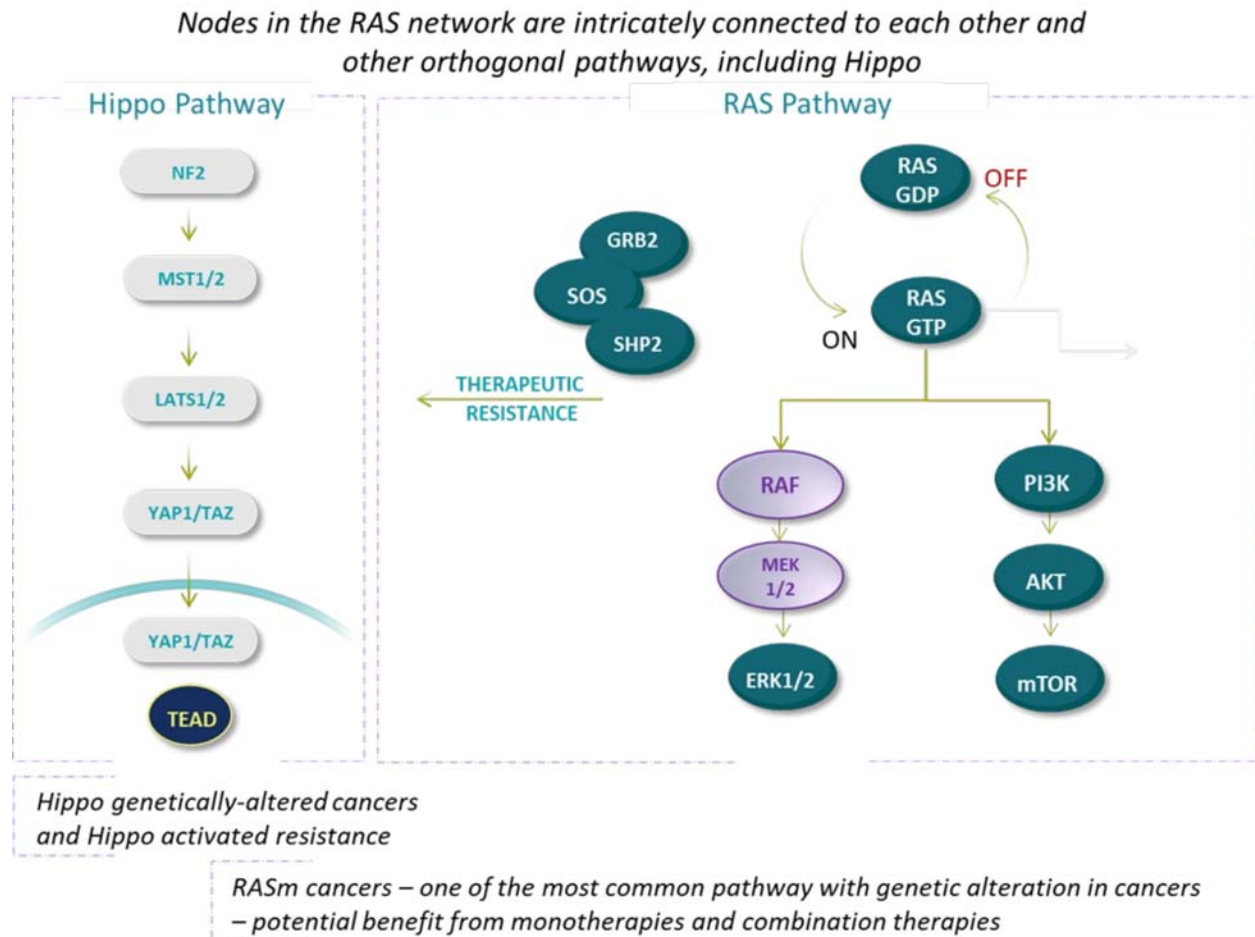 Nodes in the RAS network are intricately connected to each other and
other orthogonal pathways, including Hippo
Hippo Pathway
NF2
MST1/2
LATS1/2
YAP1/TAZ
YAP1/TAZ
TEAD
RAS Pathway
RAS
GDP
OFF
GRB2
SOS
SHP2
RAS
GTP
ON
THERAPEUTIC
RESISTANCE
RAF
MEK
1/2
ERK1/2
PI3K
AKT
mTOR
Hippo genetically-altered cancers
and Hippo activated resistance
RASm cancers – one of the most common pathway with genetic alteration in cancers
– potential benefit from monotherapies and combination therapies